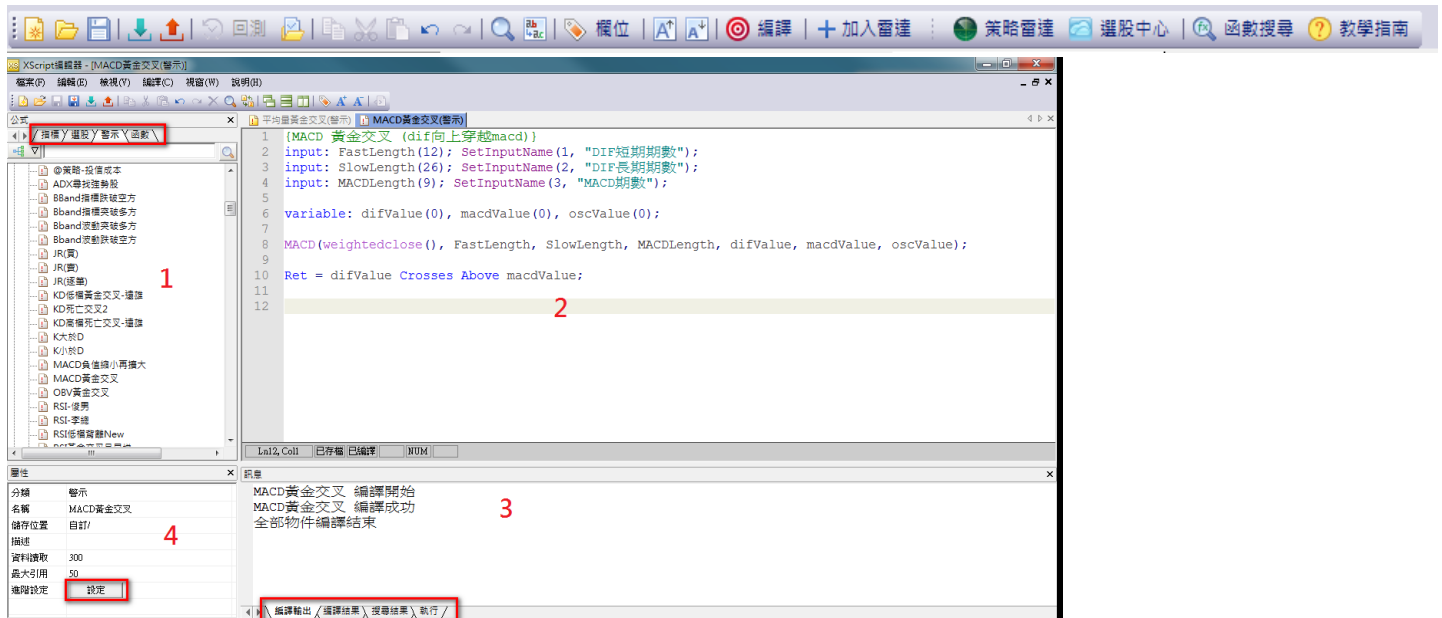 回測 欄位 編譯 加入雷達 策略雷達 選股中心 函數搜尋 教學指南
XScript編輯器 - [MACD黃金交叉(警示)]
檔案(F) 編輯(E) 檢視(V) 編譯(C) 視窗(W) 說明(H)
公式
指標 選股 警示 函數
@策略-投信成本
ADX尋找強勢股
BBand指標跌破空方
Bband指標突破多方
Bband波動突破多方
Bband波動跌破空方
JR(買)
JR(賣)
JR(逐筆)
KD低檔黃金交叉-還誰
KD死亡交叉2
KD高檔死亡交叉-還誰
K大於D
K小於D
MACD負值縮小再擴大
MACD黃金交叉
OBV黃金交叉
RSI-俊男
RSI-李總
RSI低檔背離New
1
平均量黃金交叉(警示) MACD黃金交叉(警示)
1 {MACD 黃金交叉 (dif向上穿越macd)}
2 input: FastLength(12); SetInputName(1, "DIF短期期數");
3 input: SlowLength(26); SetInputName(2, "DIF長期期數");
4 input: MACDLength(9); SetInputName(3, "MACD期數");
5
6 variable: difValue(0), macdValue(0), oscValue(0);
7
8 MACD(weightedclose(), FastLength, SlowLength, MACDLength, difValue, macdValue, oscValue);
9
10 Ret = difValue Crosses Above macdValue;
11
12
2
Ln12, Col1 已存檔 已編譯 NUM
屬性
分類 警示
名稱 MACD黃金交叉
儲存位置 自訂/
描述
資料讀取 300
最大引用 50
進階設定 設定
4
訊息
MACD黃金交叉 編譯開始
MACD黃金交叉 編譯成功
全部物件編譯結束
3
編譯輸出 編譯結果 搜尋結果 執行